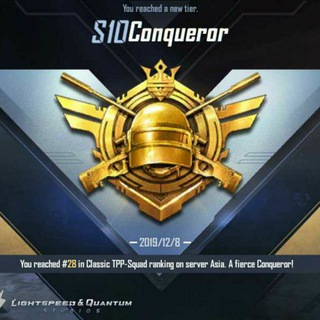 You reached a new tier.
S10Conqueror
2019/12/8
You reached #28 in Classic TPP-Squad ranking on server Asia. A fierce Conqueror!
LIGHTSPEED & QUANTUM
STUDIOS